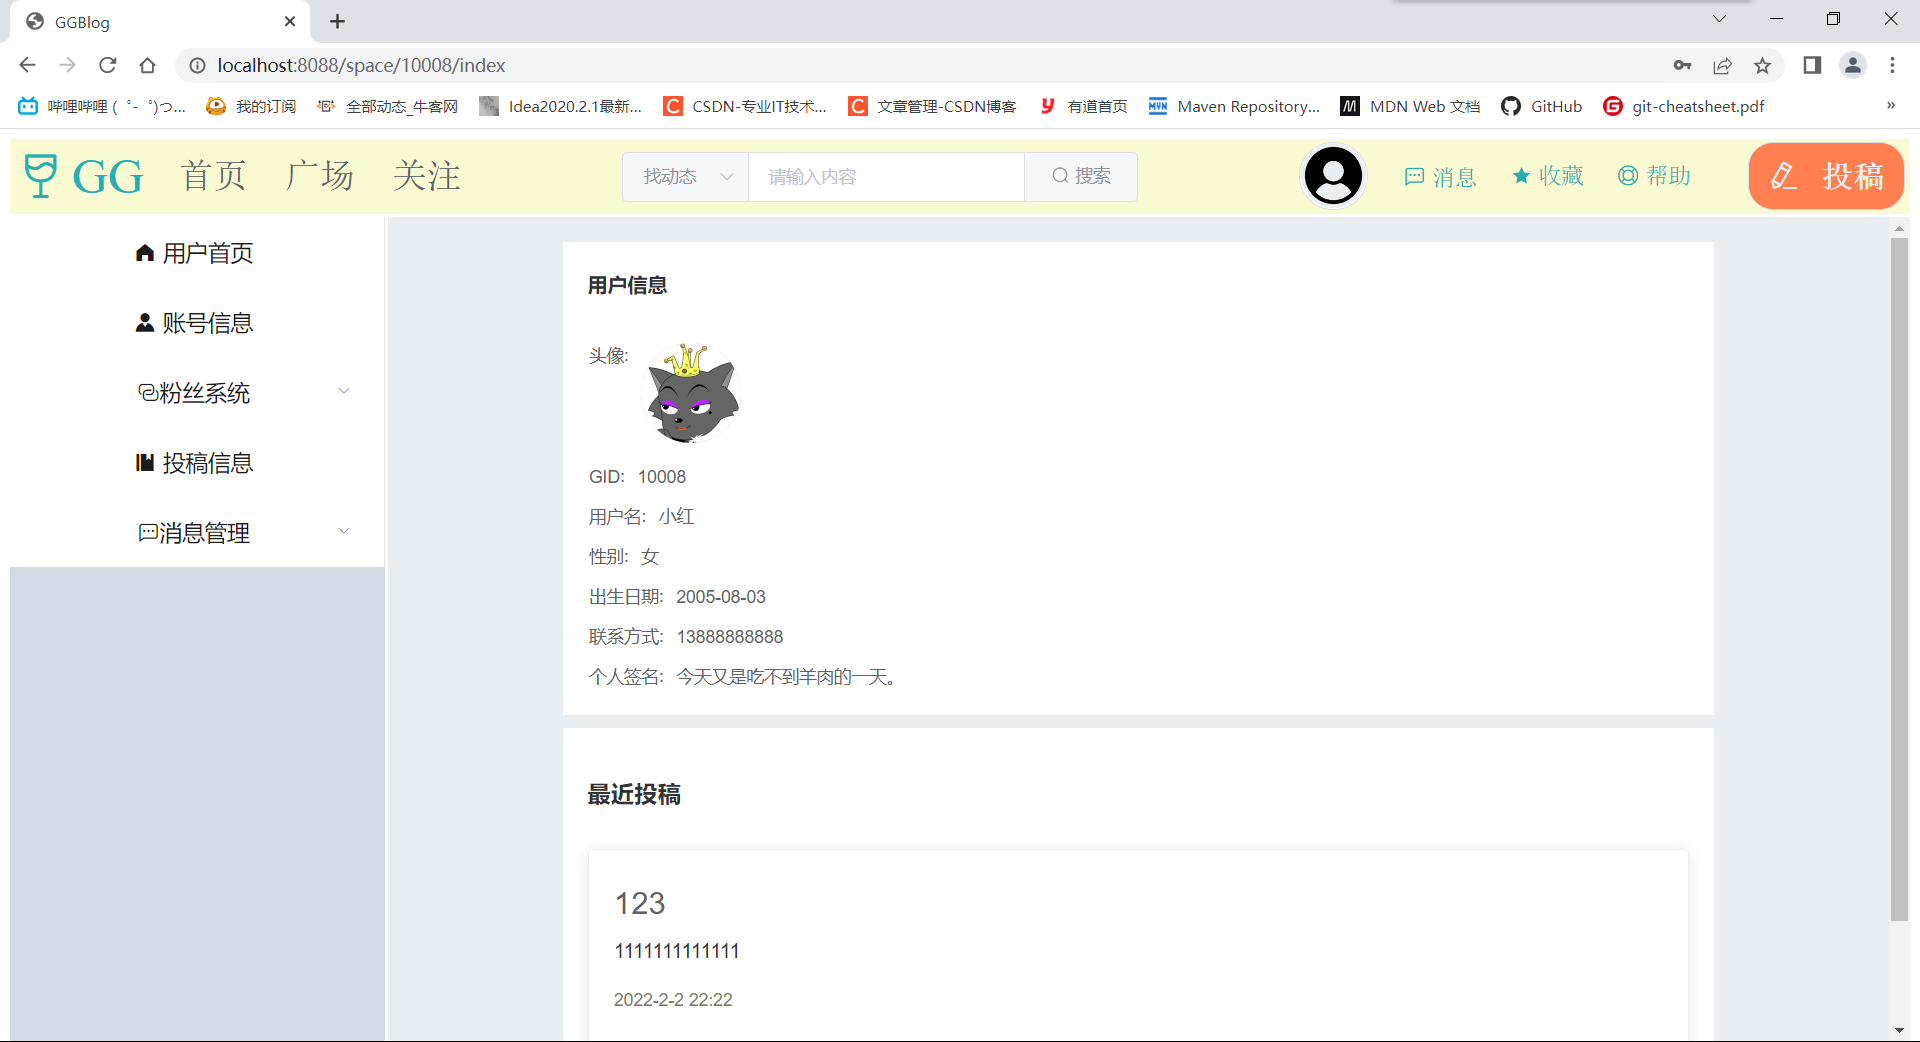 GGBlog
localhost:8088/space/10008/index
哔哩哔哩 ( ゜- ゜)つ... 我的订阅 全部动态_牛客网 Idea2020.2.1最新... CSDN-专业IT技术... 文章管理-CSDN博客 有道首页 Maven Repository... MDN Web 文档 GitHub git-cheatsheet.pdf »
GG 首页 广场 关注 找动态 请输入内容 搜索 消息 收藏 帮助 投稿
用户首页
账号信息
粉丝系统
投稿信息
消息管理
用户信息
头像:
GID: 10008
用户名: 小红
性别: 女
出生日期: 2005-08-03
联系方式: 13888888888
个人签名: 今天又是吃不到羊肉的一天。
最近投稿
123
1111111111111
2022-2-2 22:22